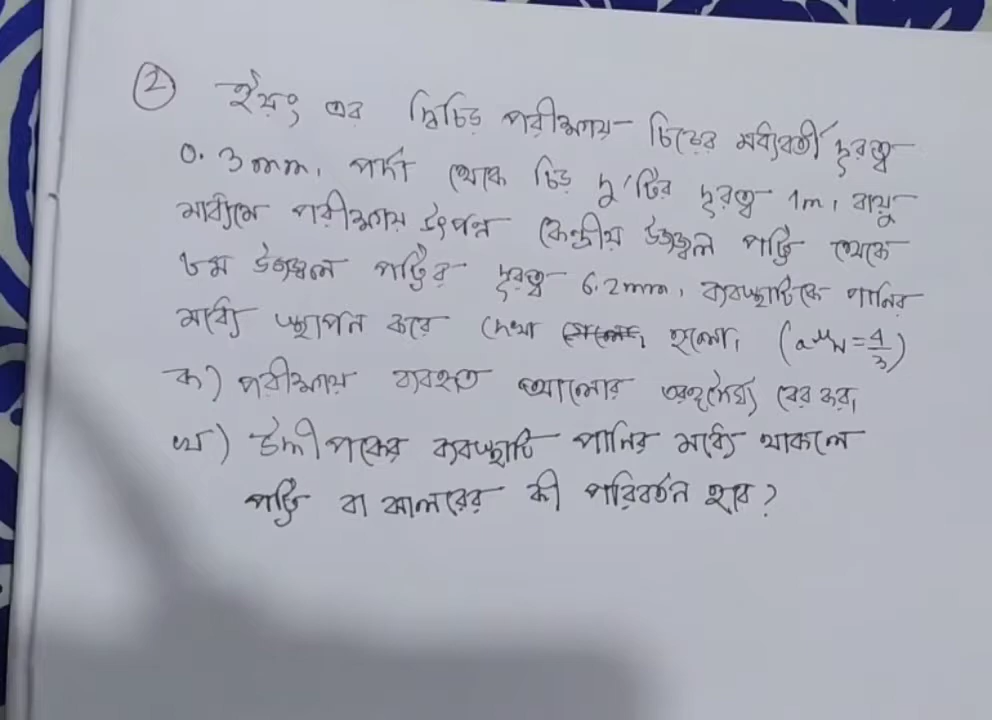 ② ইয়ং এর দ্বিচিড় পরীক্ষায় চিড়ের মধ্যবর্তী দূরত্ব
0.3mm, পর্দা থেকে চিড় দু'টির দূরত্ব 1m, বায়ু
মাধ্যমে পরীক্ষায় উৎপন্ন কেন্দ্রীয় উজ্জ্বল পট্টি থেকে
৩য় উজ্জ্বল পট্টির দূরত্ব 6.2mm, ব্যবস্থাটিকে পানির
মধ্যে স্থাপন করে দেখা হলো। (aμw = 4/3)
ক) পরীক্ষায় ব্যবহৃত আলোর তরঙ্গদৈর্ঘ্য বের কর,
খ) উদ্দীপকের ব্যবস্থাটি পানির মধ্যে থাকলে
পট্টি বা ঝালরের কী পরিবর্তন হবে?